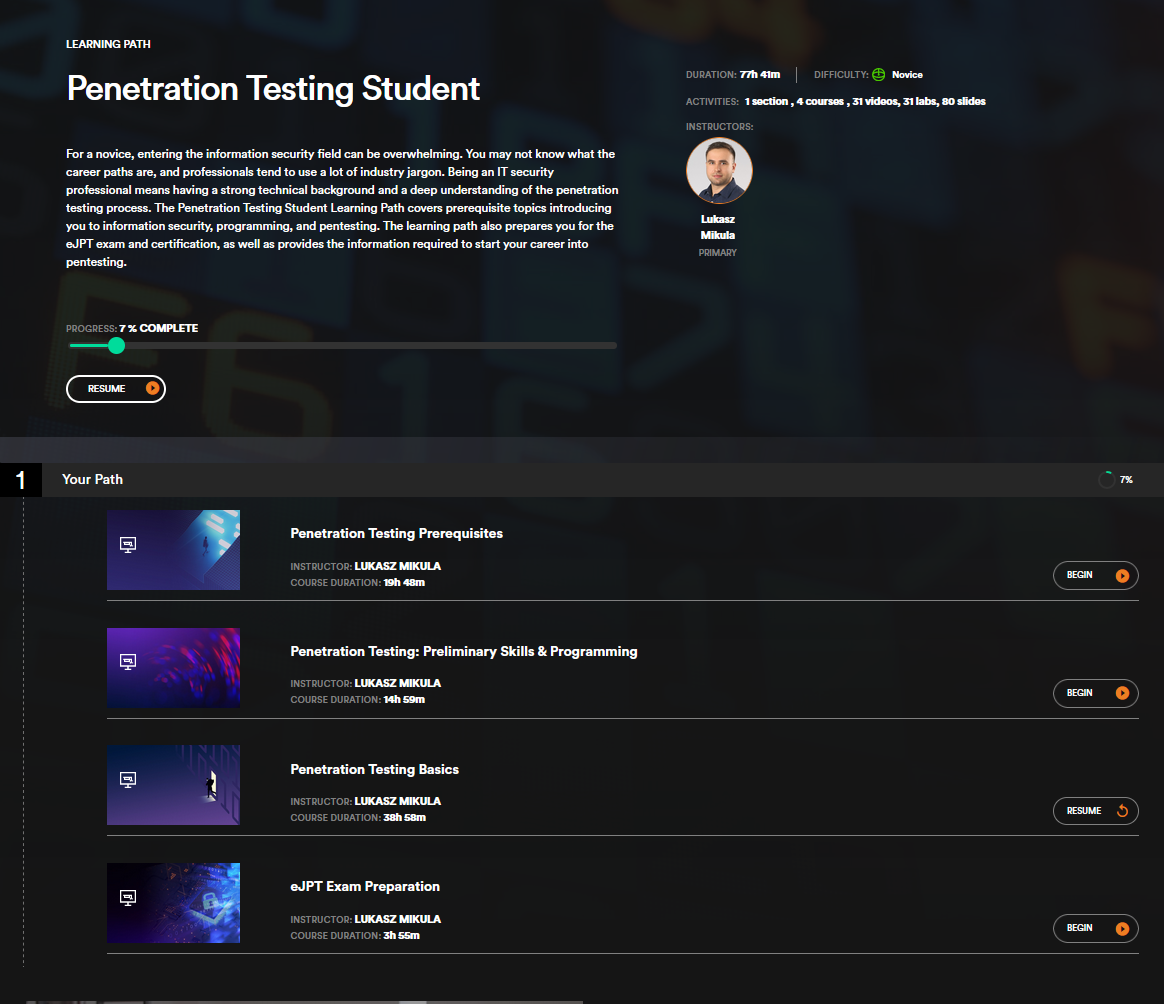 LEARNING PATH
Penetration Testing Student
DURATION: 77h 41m
DIFFICULTY: Novice
ACTIVITIES: 1 section , 4 courses , 31 videos, 31 labs, 80 slides
INSTRUCTORS:
Lukasz
Mikula
PRIMARY
For a novice, entering the information security field can be overwhelming. You may not know what the
career paths are, and professionals tend to use a lot of industry jargon. Being an IT security
professional means having a strong technical background and a deep understanding of the penetration
testing process. The Penetration Testing Student Learning Path covers prerequisite topics introducing
you to information security, programming, and pentesting. The learning path also prepares you for the
eJPT exam and certification, as well as provides the information required to start your career into
pentesting.
PROGRESS: 7 % COMPLETE
RESUME
1
Your Path
7%
Penetration Testing Prerequisites
INSTRUCTOR: LUKASZ MIKULA
COURSE DURATION: 19h 48m
BEGIN
Penetration Testing: Preliminary Skills & Programming
INSTRUCTOR: LUKASZ MIKULA
COURSE DURATION: 14h 59m
BEGIN
Penetration Testing Basics
INSTRUCTOR: LUKASZ MIKULA
COURSE DURATION: 38h 58m
RESUME
eJPT Exam Preparation
INSTRUCTOR: LUKASZ MIKULA
COURSE DURATION: 3h 55m
BEGIN